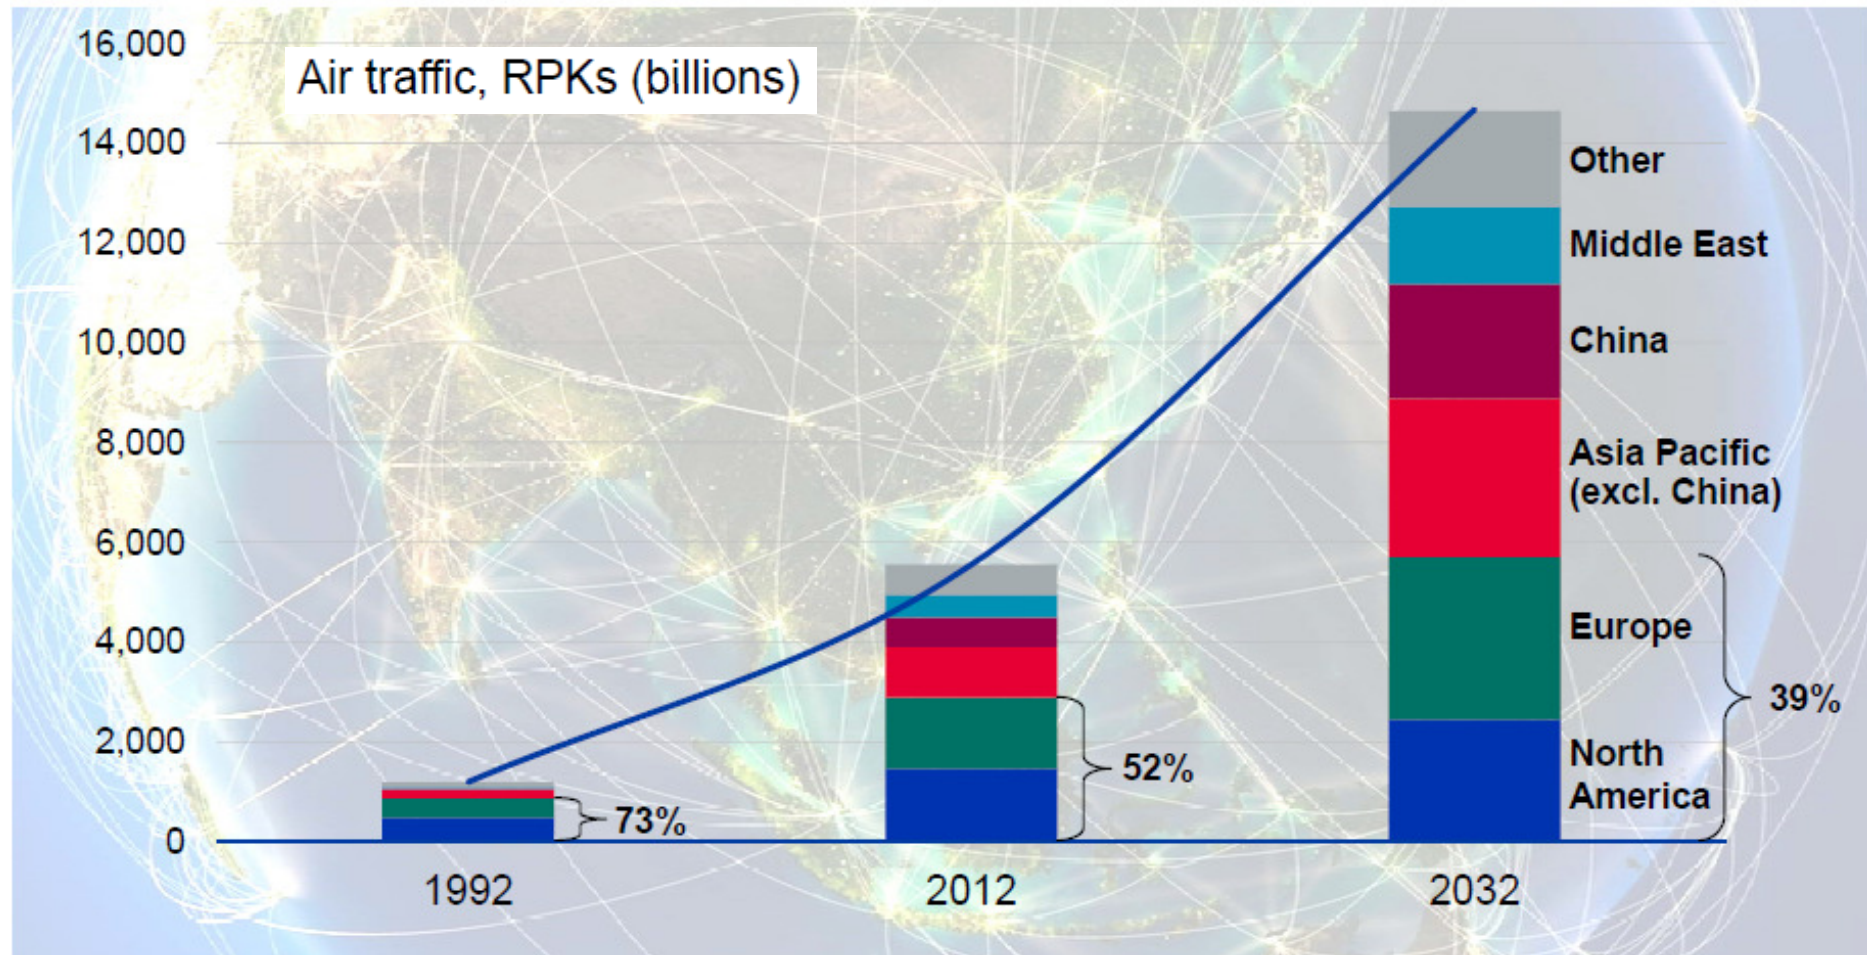 Air traffic, RPKs (billions)
16,000
14,000
12,000
10,000
8,000
6,000
4,000
2,000
0
Other
Middle East
China
Asia Pacific
(excl. China)
Europe
North
America
73%
52%
39%
1992
2012
2032